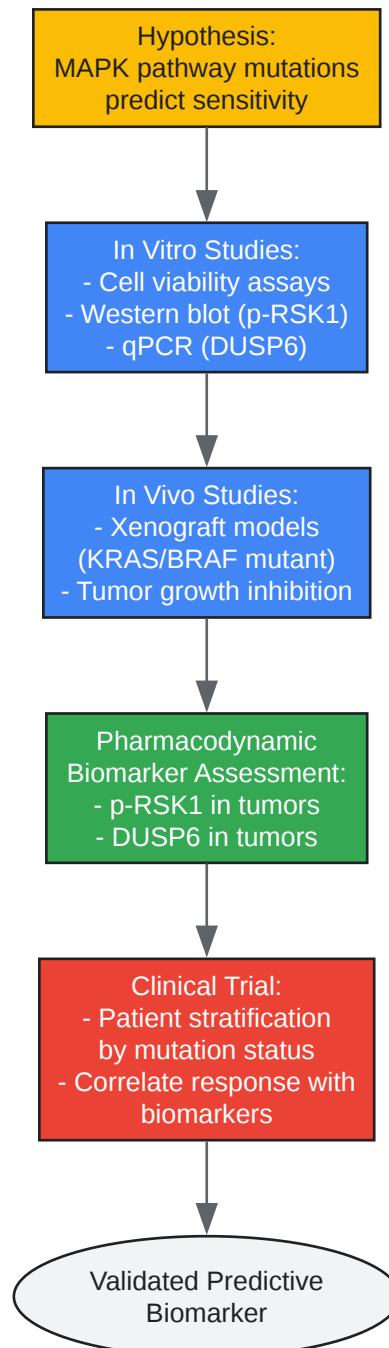 Hypothesis:
MAPK pathway mutations
predict sensitivity
In Vitro Studies:
- Cell viability assays
- Western blot (p-RSK1)
- qPCR (DUSP6)
In Vivo Studies:
- Xenograft models
(KRAS/BRAF mutant)
- Tumor growth inhibition
Pharmacodynamic
Biomarker Assessment:
- p-RSK1 in tumors
- DUSP6 in tumors
Clinical Trial:
- Patient stratification
by mutation status
- Correlate response with
biomarkers
Validated Predictive
Biomarker